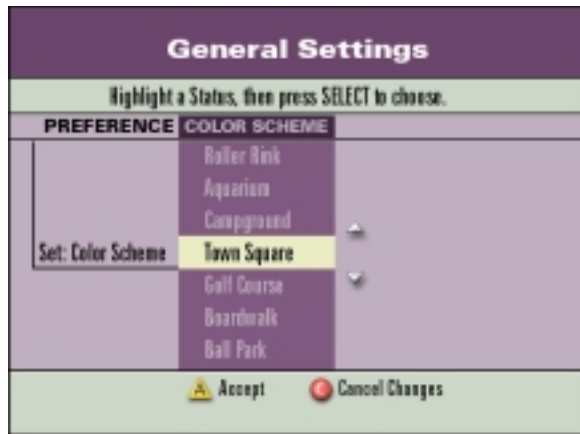 General Settings
Highlight a Status, then press SELECT to choose.
PREFERENCE COLOR SCHEME
Roller Rink
Aquarium
Campground
Set: Color Scheme Town Square
Golf Course
Boardwalk
Ball Park
A Accept C Cancel Changes